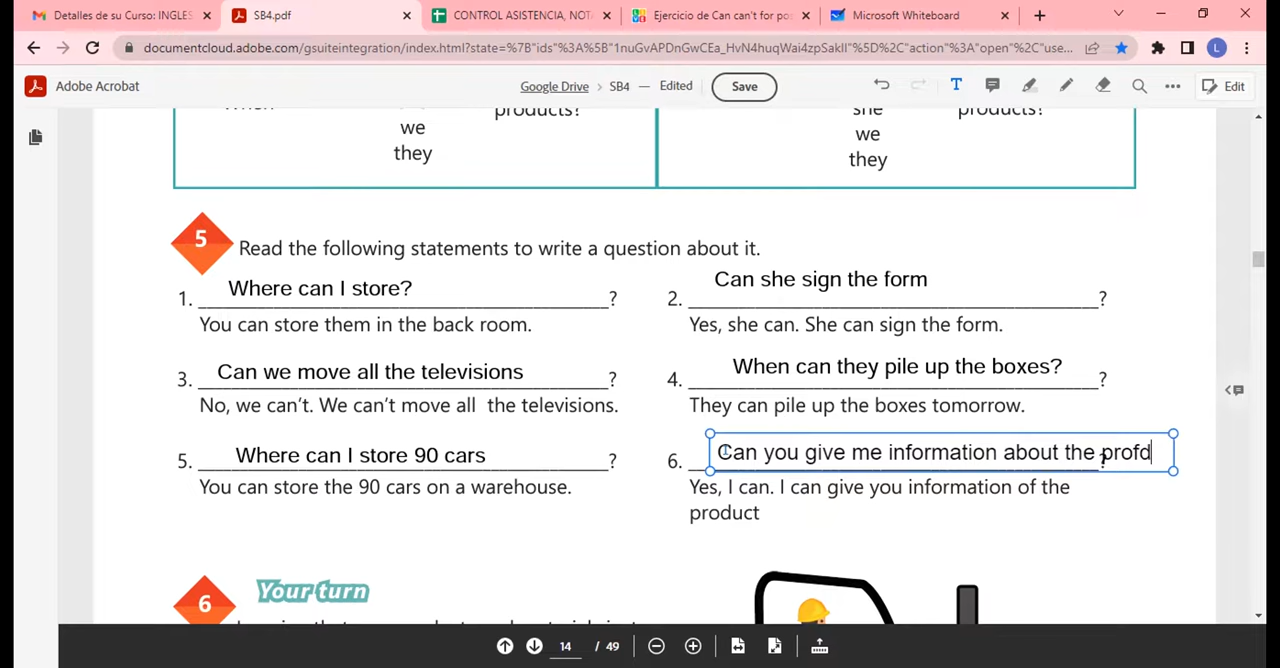 Detalles de su Curso: INGLES
SB4.pdf
CONTROL ASISTENCIA, NOT
Ejercicio de Can can't for pos
Microsoft Whiteboard
documentcloud.adobe.com/gsuiteintegration/index.html?state=%7B"ids"%3A%5B"1nuGvAPDnGwCEa_HvN4huqWai4zpSakll"%5D%2C"action"%3A"open"%2C"use...
L
Adobe Acrobat
Google Drive > SB4 — Edited
Save
T
Edit
products?
we
they
she
products?
we
they
5
Read the following statements to write a question about it.
1. Where can I store? ?
You can store them in the back room.
2. Can she sign the form ?
Yes, she can. She can sign the form.
3. Can we move all the televisions ?
No, we can't. We can't move all the televisions.
4. When can they pile up the boxes? ?
They can pile up the boxes tomorrow.
5. Where can I store 90 cars ?
You can store the 90 cars on a warehouse.
6. Can you give me information about the profd ?
Yes, I can. I can give you information of the
product
6
Your turn
14 / 49